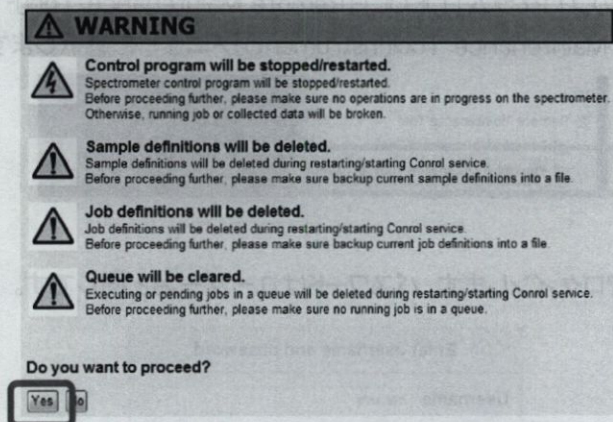 WARNING
Control program will be stopped/restarted.
Spectrometer control program will be stopped/restarted.
Before proceeding further, please make sure no operations are in progress on the spectrometer.
Otherwise, running job or collected data will be broken.
Sample definitions will be deleted.
Sample definitions will be deleted during restarting/starting Conrol service.
Before proceeding further, please make sure backup current sample definitions into a file.
Job definitions will be deleted.
Job definitions will be deleted during restarting/starting Conrol service.
Before proceeding further, please make sure backup current job definitions into a file.
Queue will be cleared.
Executing or pending jobs in a queue will be deleted during restarting/starting Conrol service.
Before proceeding further, please make sure no running job is in a queue.
Do you want to proceed?
Yes